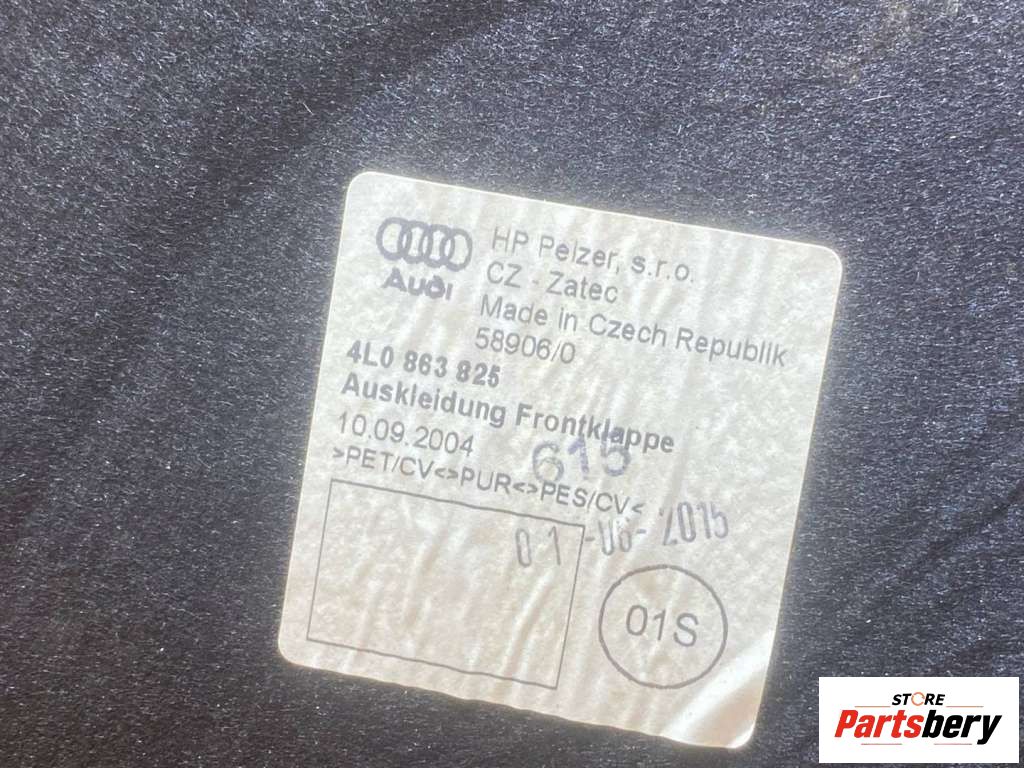 Audi
HP Pelzer, s.r.o.
CZ - Zatec
Made in Czech Republik
58906/0
4L0 863 825
Auskleidung Frontklappe
10.09.2004
615
>PET/CV<>PUR<>PES/CV<
01-06-2015
01S
STORE
Partsbery